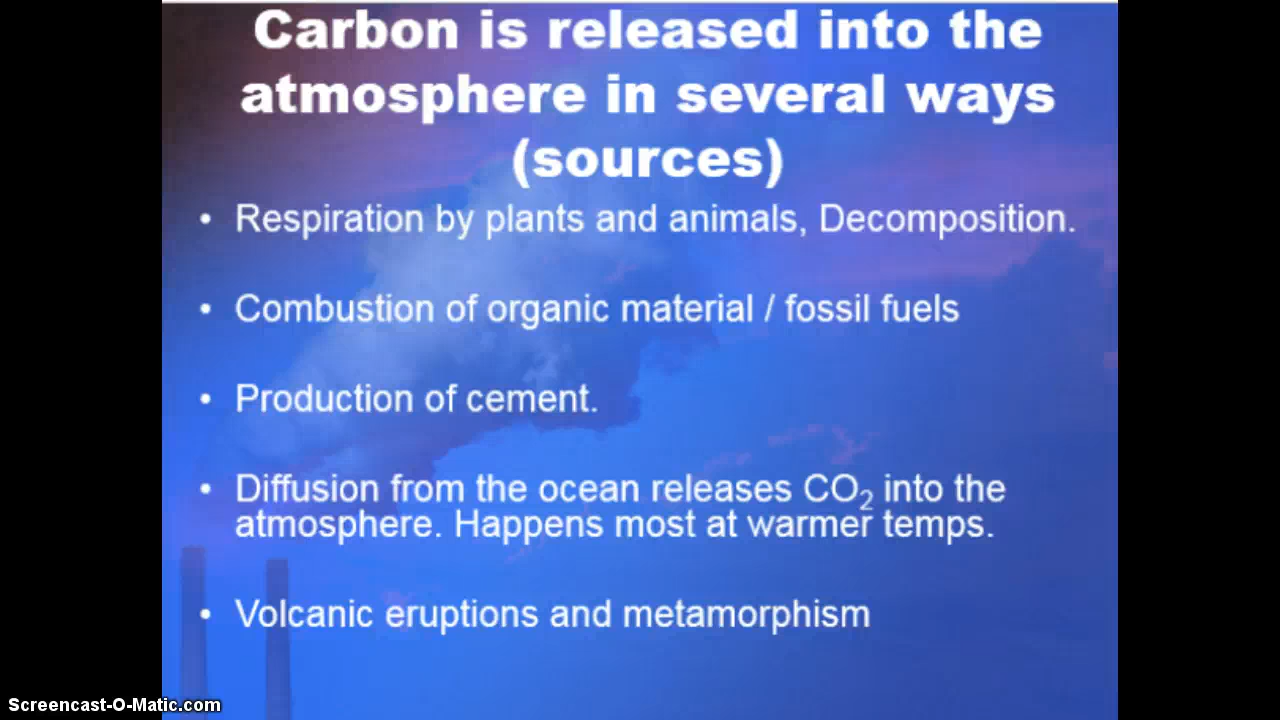 Carbon is released into the
atmosphere in several ways
(sources)
• Respiration by plants and animals, Decomposition.
• Combustion of organic material / fossil fuels
• Production of cement.
• Diffusion from the ocean releases CO₂ into the
atmosphere. Happens most at warmer temps.
• Volcanic eruptions and metamorphism
Screencast-O-Matic.com